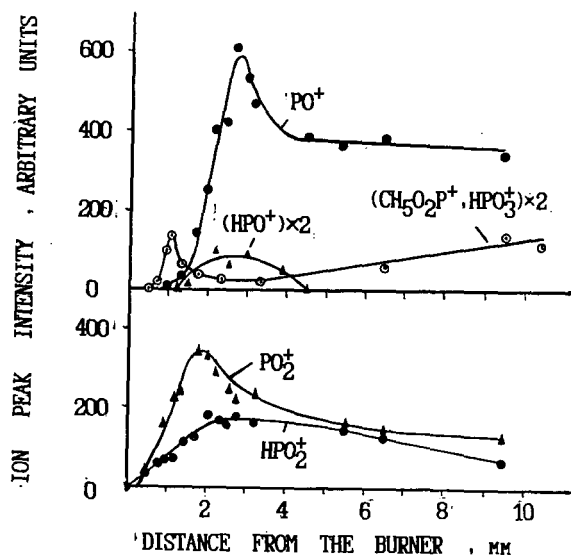 ION PEAK INTENSITY , ARBITRARY UNITS
600
400
200
0
PO⁺
(HPO⁺)×2
(CH₅O₂P⁺,HPO₃⁺)×2
400
200
0
PO₂⁺
HPO₂⁺
2
4
6
8
10
DISTANCE FROM THE BURNER , MM